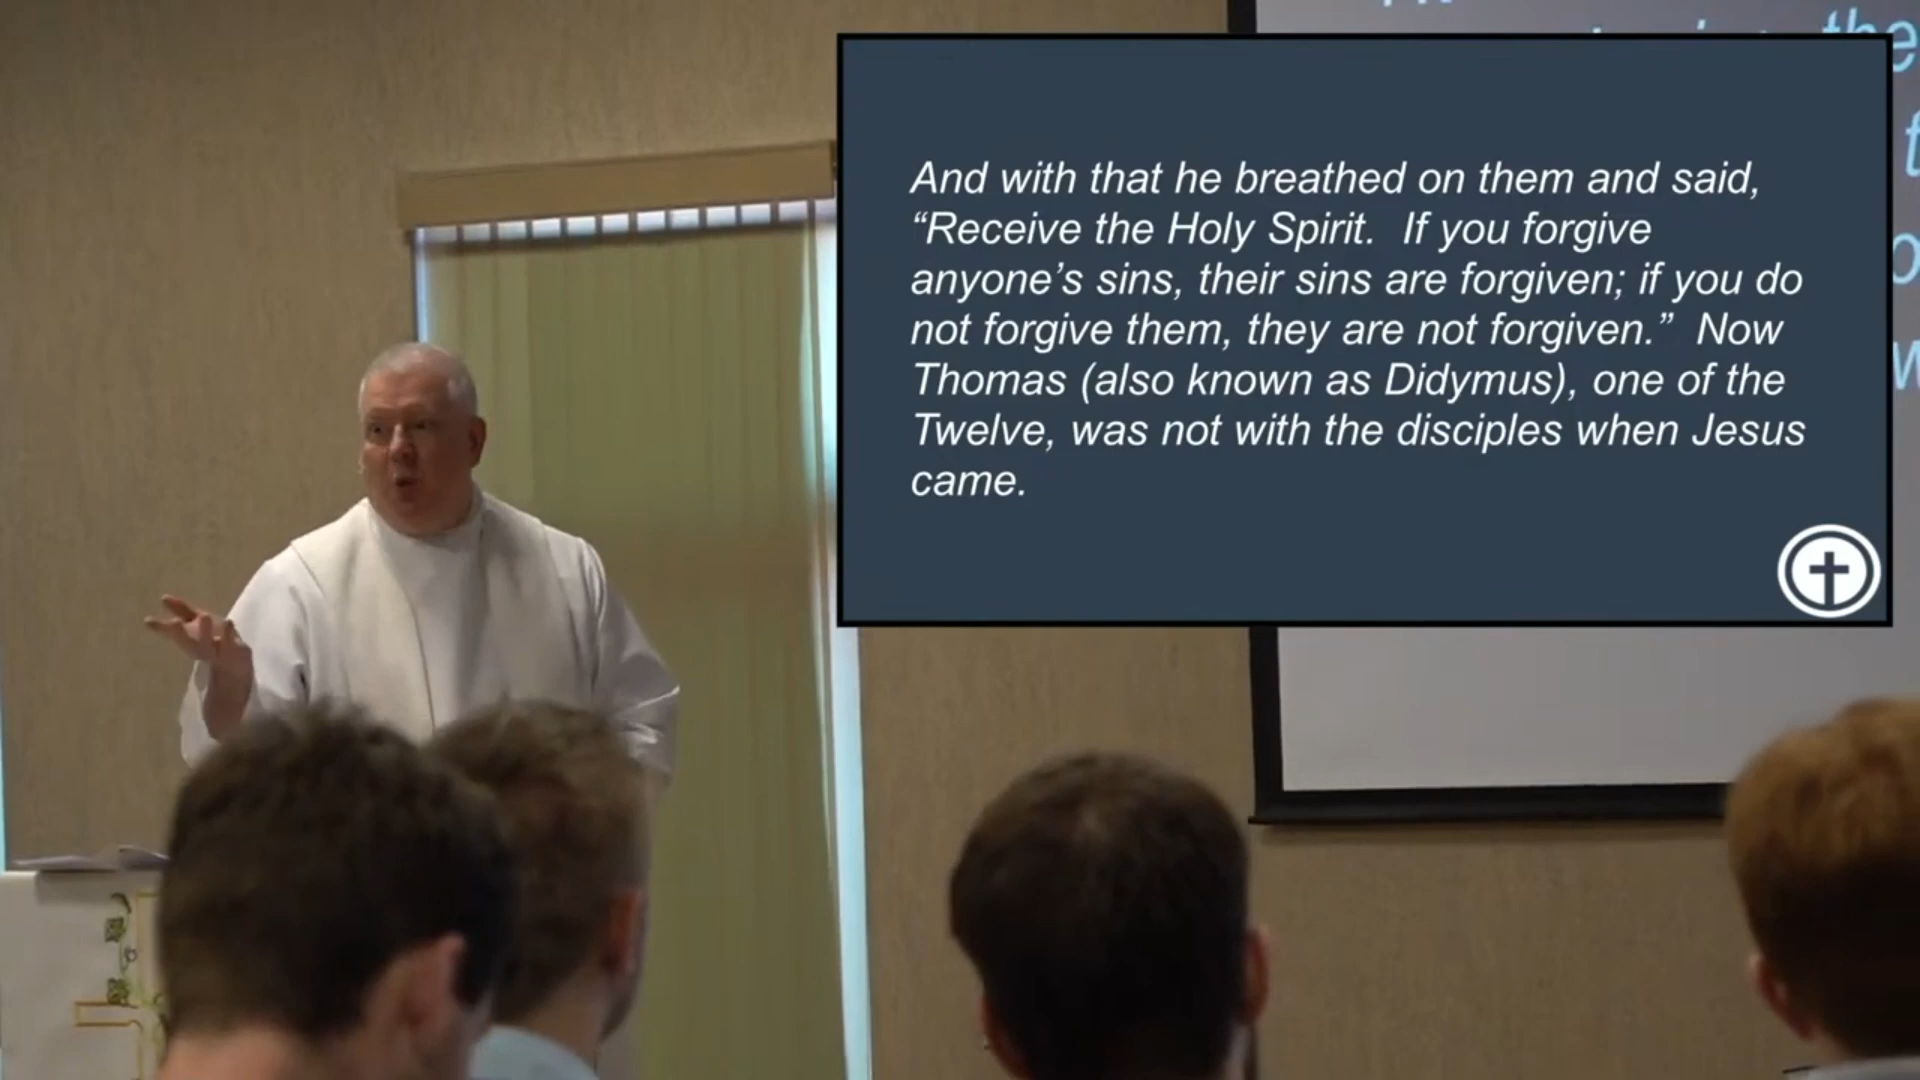 And with that he breathed on them and said,
“Receive the Holy Spirit.  If you forgive
anyone’s sins, their sins are forgiven; if you do
not forgive them, they are not forgiven.”  Now
Thomas (also known as Didymus), one of the
Twelve, was not with the disciples when Jesus
came.
the